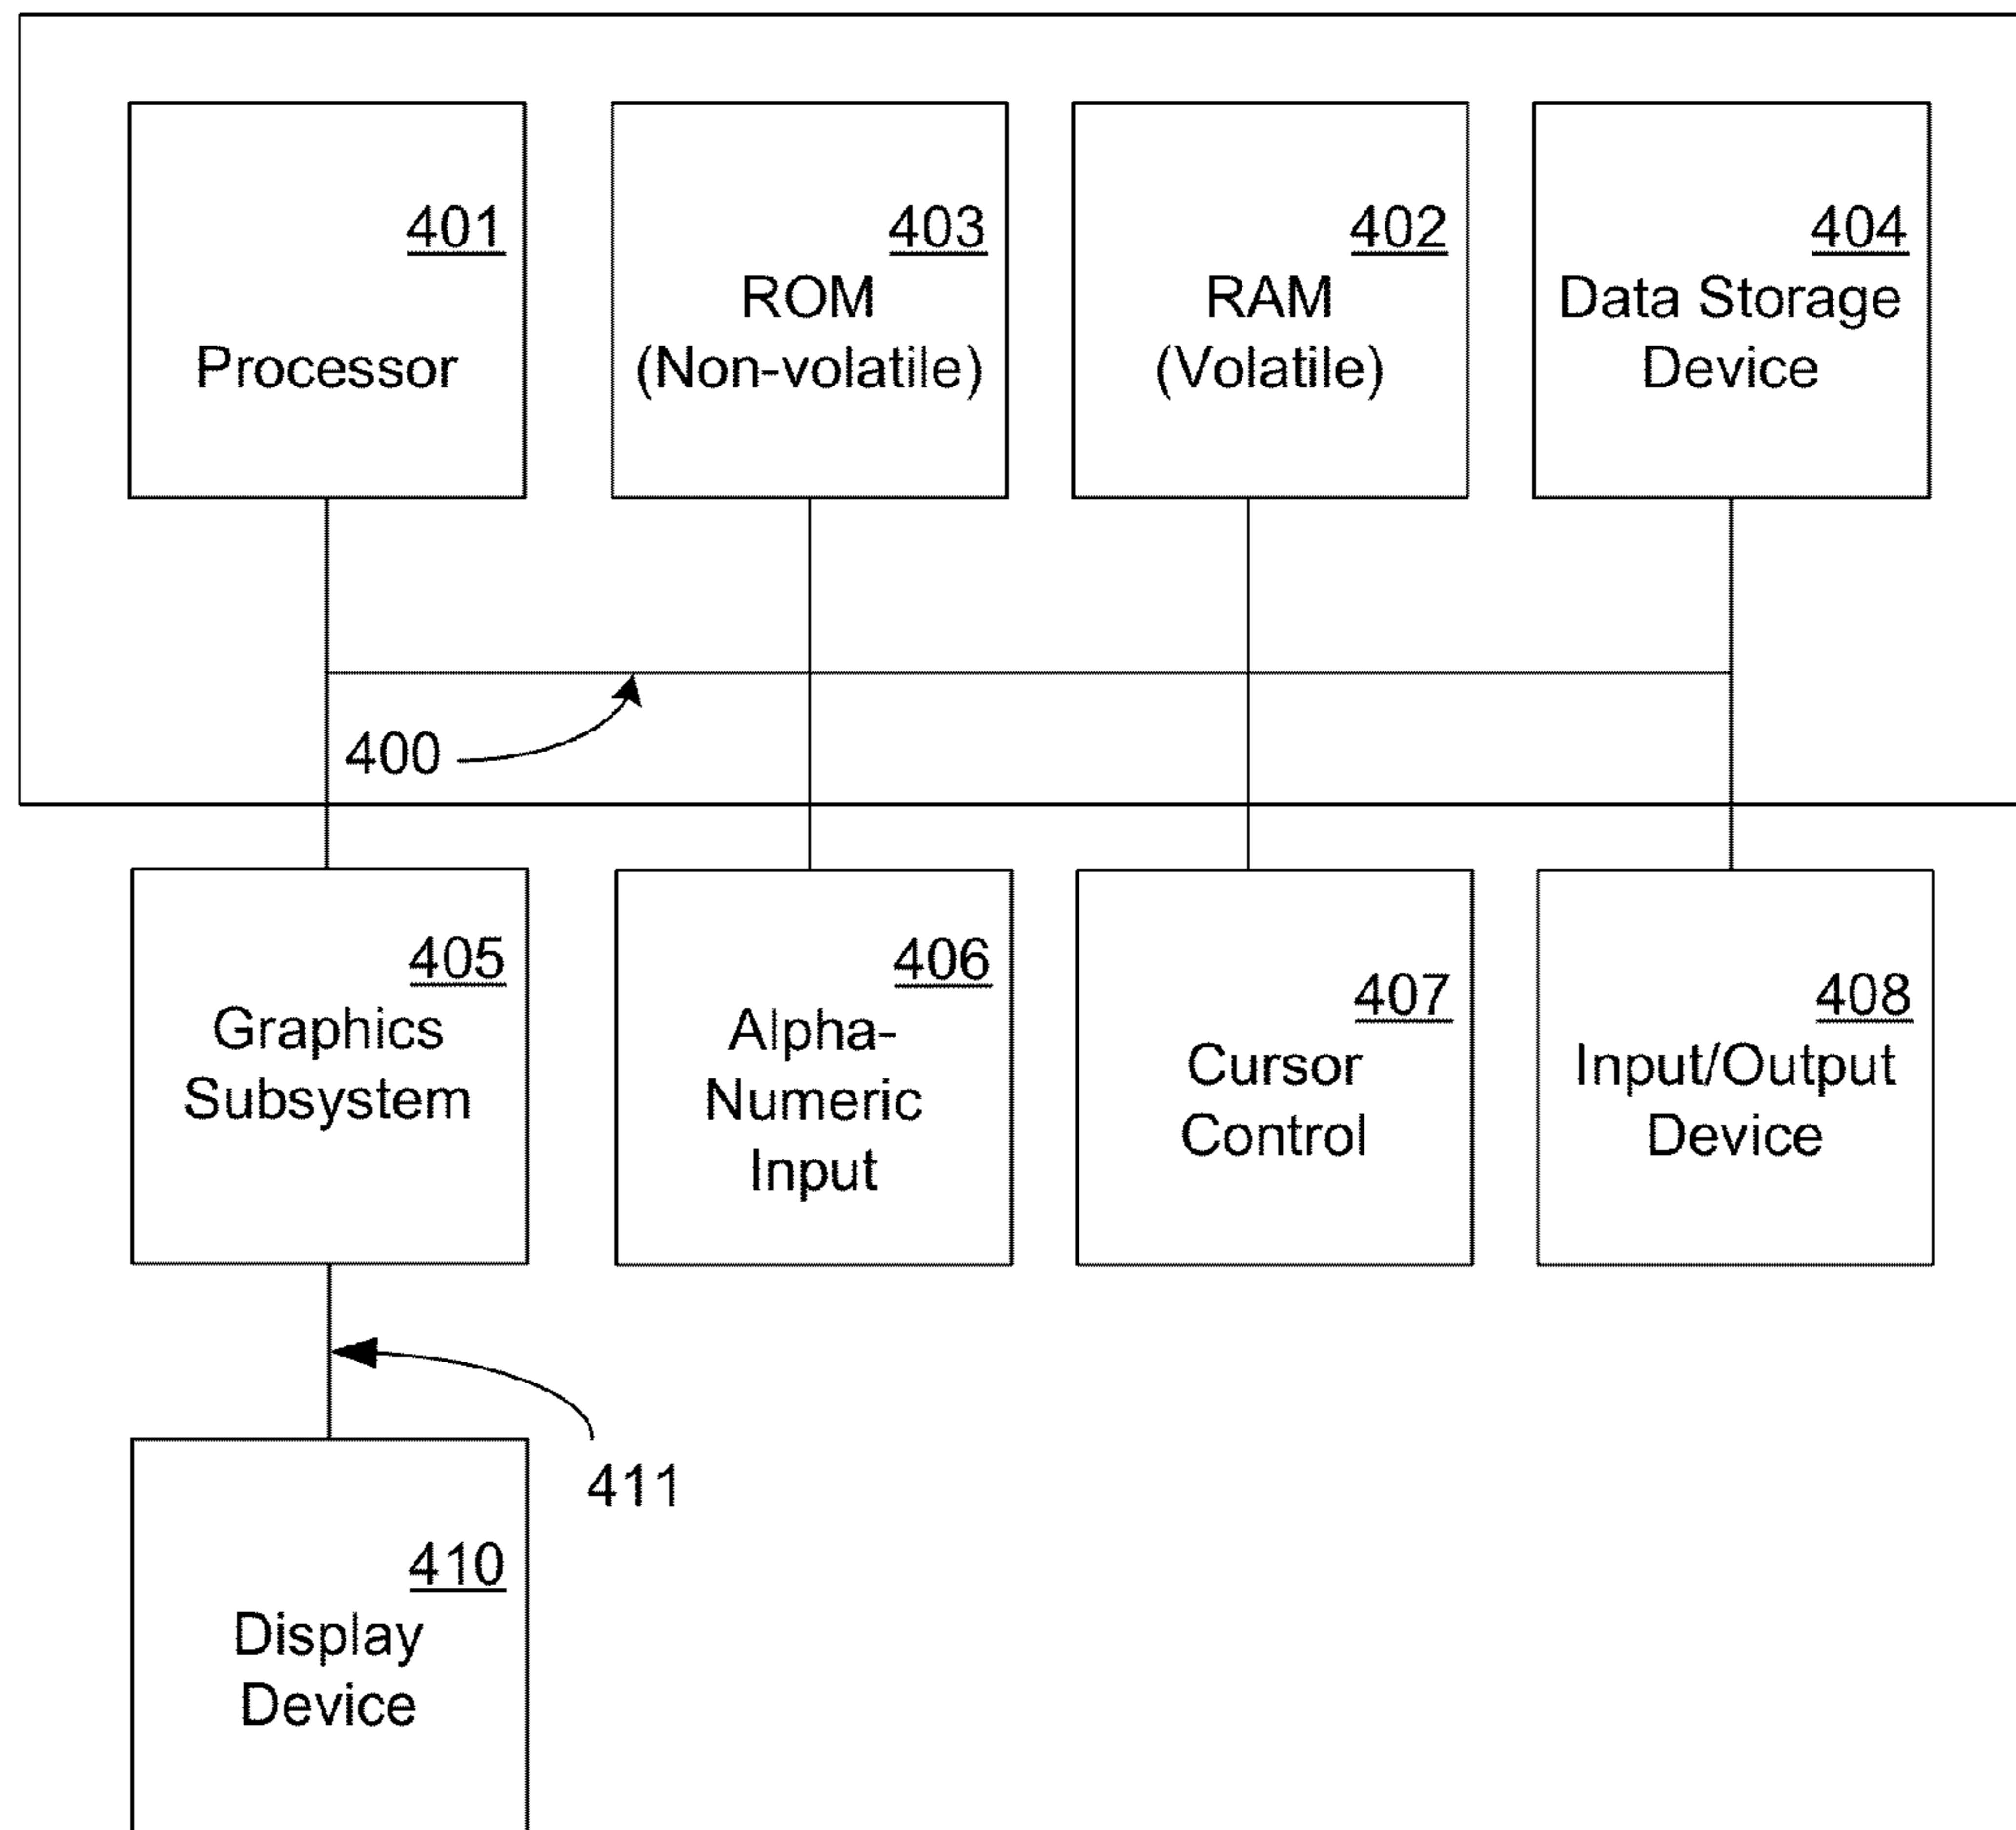 401
Processor
403
ROM
(Non-volatile)
402
RAM
(Volatile)
404
Data Storage
Device
400
405
Graphics
Subsystem
406
Alpha-
Numeric
Input
407
Cursor
Control
408
Input/Output
Device
411
410
Display
Device